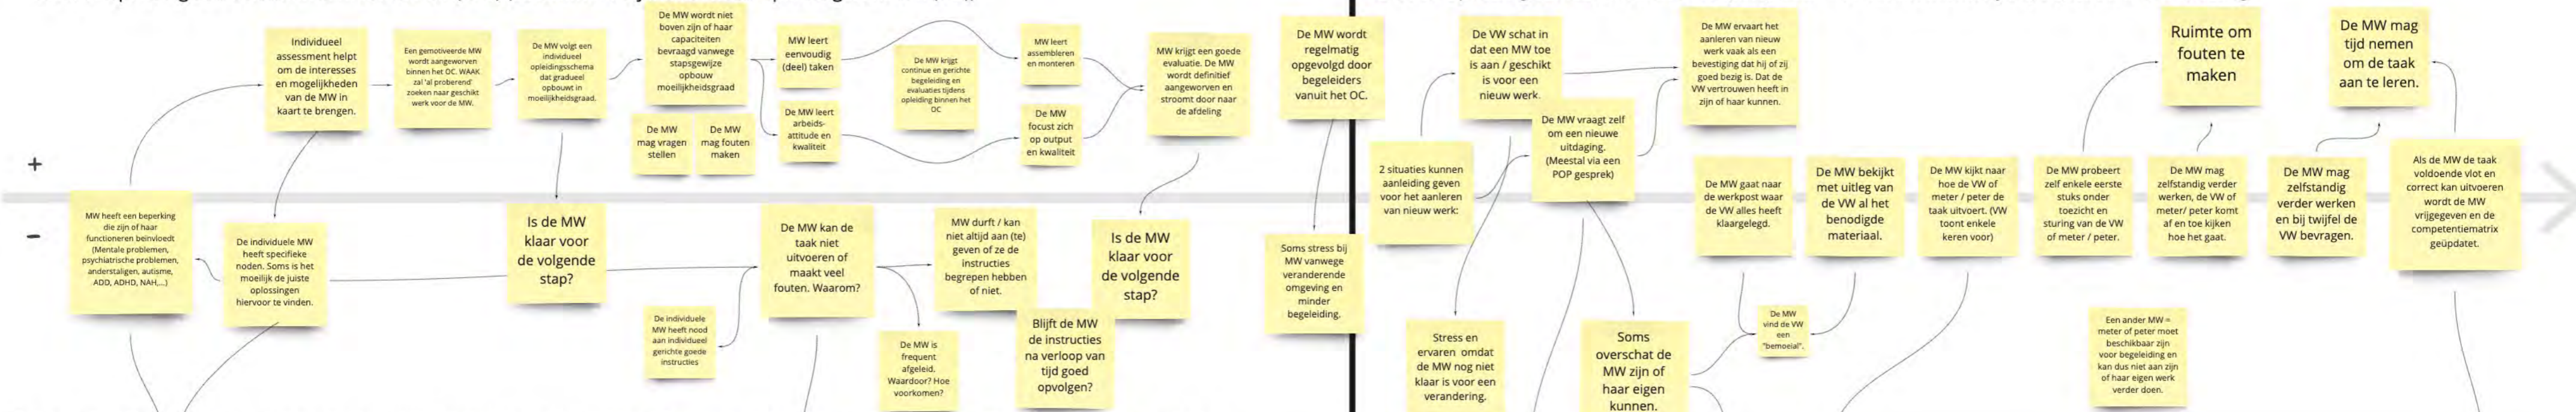 Individueel
assessment helpt
om de interesses
en mogelijkheden
van de MW in
kaart te brengen.
Een gemotiveerde MW
wordt aangeworven
binnen het OC. WAAK
zal 'al proberend'
zoeken naar geschikt
werk voor de MW.
De MW volgt een
individueel
opleidingsschema
dat gradueel
opbouwt in
moeilijkheidsgraad.
De MW wordt niet
boven zijn of haar
capaciteiten
bevraagd vanwege
stapsgewijze
opbouw
moeilijkheidsgraad
De MW
mag vragen
stellen
De MW
mag fouten
maken
MW leert
eenvoudig
(deel) taken
De MW leert
arbeids-
attitude en
kwaliteit
De MW krijgt
continue en gerichte
begeleiding en
evaluaties tijdens
opleiding binnen het
OC
MW leert
assembleren
en monteren
De MW
focust zich
op output
en kwaliteit
MW krijgt een goede
evaluatie. De MW
wordt definitief
aangeworven en
stroomt door naar
de afdeling
De MW wordt
regelmatig
opgevolgd door
begeleiders
vanuit het OC.
De VW schat in
dat een MW toe
is aan / geschikt
is voor een
nieuw werk.
De MW vraagt zelf
om een nieuwe
uitdaging.
(Meestal via een
POP gesprek)
De MW ervaart het
aanleren van nieuw
werk vaak als een
bevestiging dat hij of zij
goed bezig is. Dat de
VW vertrouwen heeft in
zijn of haar kunnen.
Ruimte om
fouten te
maken
De MW mag
tijd nemen
om de taak
aan te leren.
+
−
MW heeft een beperking
die zijn of haar
functioneren beïnvloedt
(Mentale problemen,
psychiatrische problemen,
anderstaligen, autisme,
ADD, ADHD, NAH,...)
De individuele MW
heeft specifieke
noden. Soms is het
moeilijk de juiste
oplossingen
hiervoor te vinden.
Is de MW
klaar voor
de volgende
stap?
De individuele
MW heeft nood
aan individueel
gerichte goede
instructies
De MW kan de
taak niet
uitvoeren of
maakt veel
fouten. Waarom?
De MW is
frequent
afgeleid.
Waardoor? Hoe
voorkomen?
MW durft / kan
niet altijd aan (te)
geven of ze de
instructies
begrepen hebben
of niet.
Blijft de MW
de instructies
na verloop van
tijd goed
opvolgen?
Is de MW
klaar voor
de volgende
stap?
Soms stress bij
MW vanwege
veranderende
omgeving en
minder
begeleiding.
2 situaties kunnen
aanleiding geven
voor het aanleren
van nieuw werk:
Stress en
ervaren omdat
de MW nog niet
klaar is voor een
verandering.
Soms
overschat de
MW zijn of
haar eigen
kunnen.
De MW gaat naar
de werkpost waar
de VW alles heeft
klaargelegd.
De MW bekijkt
met uitleg van
de VW al het
benodigde
materiaal.
De MW
vind de VW
een
"bemoeial".
De MW kijkt naar
hoe de VW of
meter / peter de
taak uitvoert. (VW
toont enkele
keren voor)
De MW probeert
zelf enkele eerste
stuks onder
toezicht en
sturing van de VW
of meter / peter.
De MW mag
zelfstandig verder
werken, de VW of
meter/ peter komt
af en toe kijken
hoe het gaat.
De MW mag
zelfstandig
verder werken
en bij twijfel de
VW bevragen.
Als de MW de taak
voldoende vlot en
correct kan uitvoeren
wordt de MW
vrijgegeven en de
competentiematrix
geüpdatet.
Een ander MW =
meter of peter moet
beschikbaar zijn
voor begeleiding en
kan dus niet aan zijn
of haar eigen werk
verder doen.